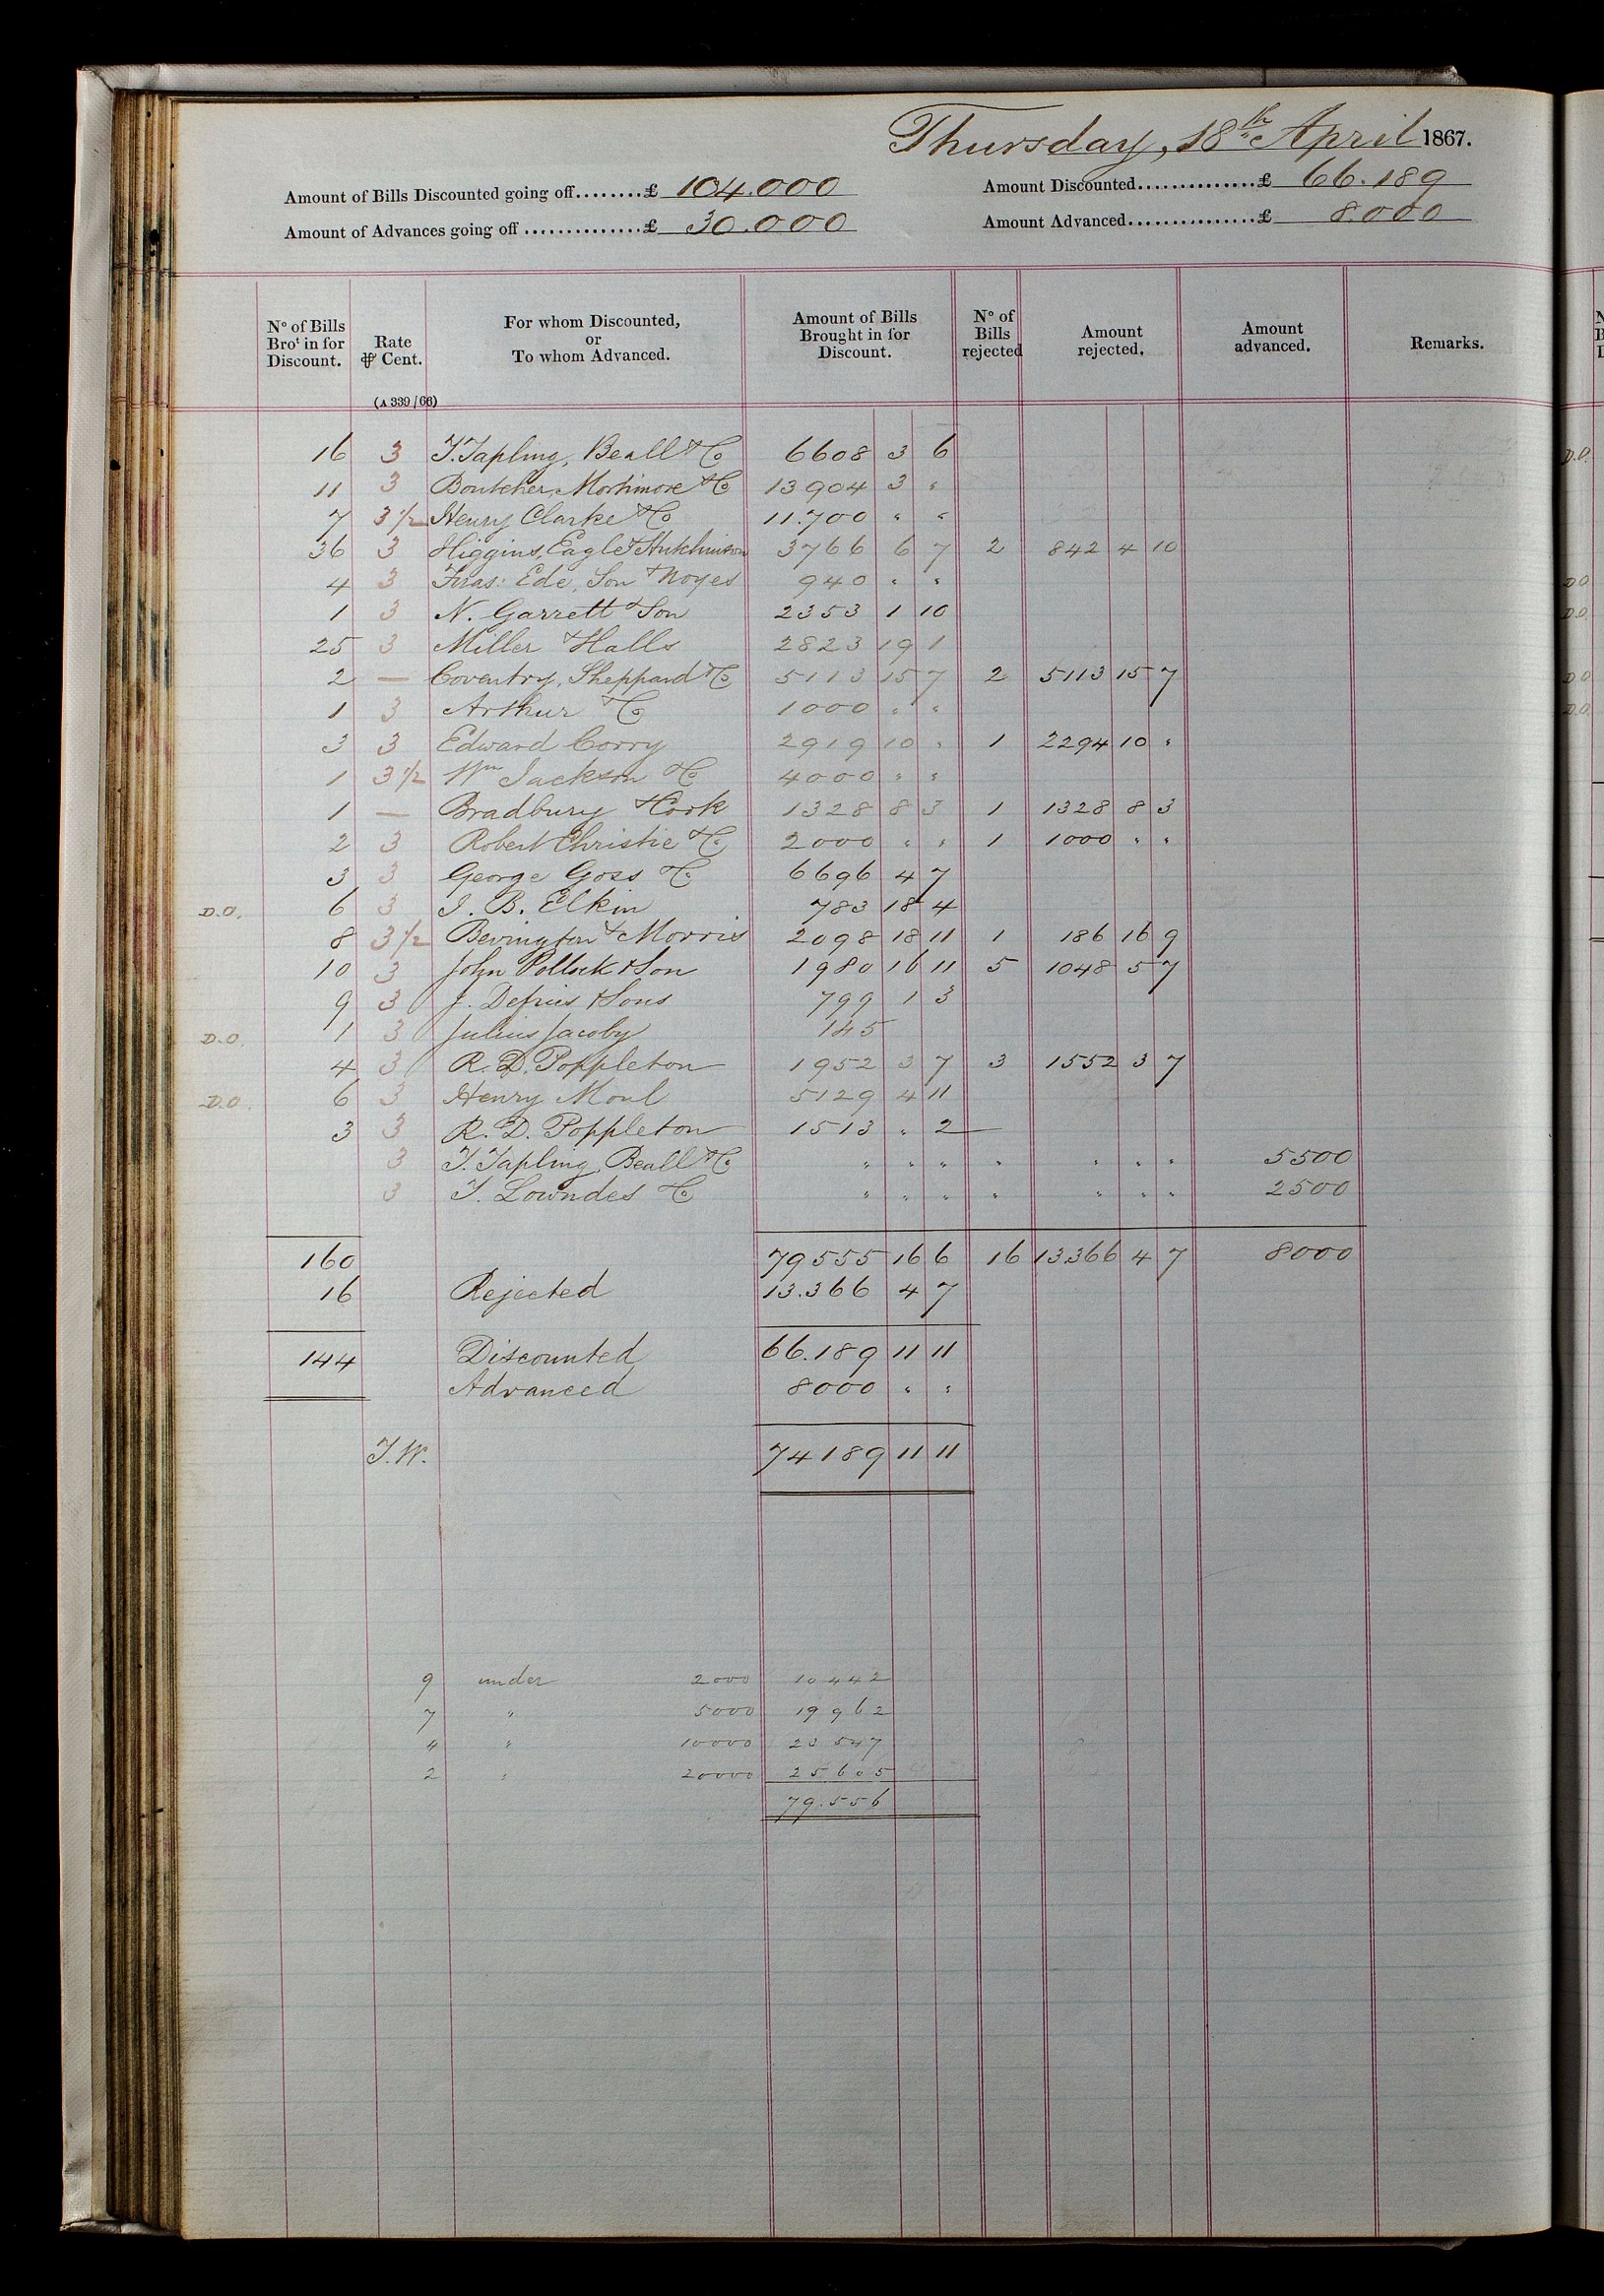 Thursday, 18th April 1867.
Amount of Bills Discounted going off........£ 104.000 Amount Discounted...............£ 66.189
Amount of Advances going off ...............£ 30.000 Amount Advanced................£ 8.000
No of Bills Brot in for Discount. Rate ⅌ Cent. For whom Discounted, or To whom Advanced. Amount of Bills Brought in for Discount. No of Bills rejected Amount rejected. Amount advanced. Remarks.
(A 339/66)
16 3 T. Tapling, Beall & Co 6608 3 6
11 3 Boutcher, Mortimore & Co 13904 3 "
7 3 1/2 Henry Clarke & Co 11.700 " "
36 3 Higgins, Eagle & Hutchinson 3766 6 7 2 842 4 10
4 3 Ede, Son & Noyes 940 " "
1 3 N. Garrett & Son 2353 1 10
25 3 Miller & Halls 2823 19 1
2 — Coventry, Sheppard & Co 5113 15 7 2 5113 15 7
1 3 Arthur & Co 1000 " "
3 3 Edward Corry 2919 10 " 1 2294 10 "
1 3 1/2 Wm Jackson & Co 4000 " "
1 — Bradbury & Cook 1328 8 3 1 1328 8 3
2 3 Robert Christie & Co 2000 " " 1 1000 " "
3 3 George Goss & Co 6696 4 7
D.O. 6 3 J. B. Elkin 783 18 4
8 3 1/2 Bevington & Morris 2098 18 11 1 186 16 9
10 3 John Pollock & Son 1980 16 11 5 1048 5 7
9 3 J. Defries & Sons 799 1 3
D.O. 1 3 Julius Jacoby 145
4 3 R. D. Poppleton 1952 3 7 3 1552 3 7
D.O. 6 3 Henry Moul 5129 4 11
3 3 R. D. Poppleton 1513 " 2
3 T. Tapling, Beall & Co " " " " " " " 5500
3 T. Lowndes & Co " " " " " " " 2500
160 79555 16 6 16 13366 4 7 8000
16 Rejected 13.366 4 7
144 Discounted 66.189 11 11
Advanced 8000 " "
T.W. 74189 11 11
9 under 2000 10442
7 " 5000 19962
4 " 10000 23547
2 " 20000 25605
79.556
D.O.
D.O.
D.O.
D.O.
D.O.